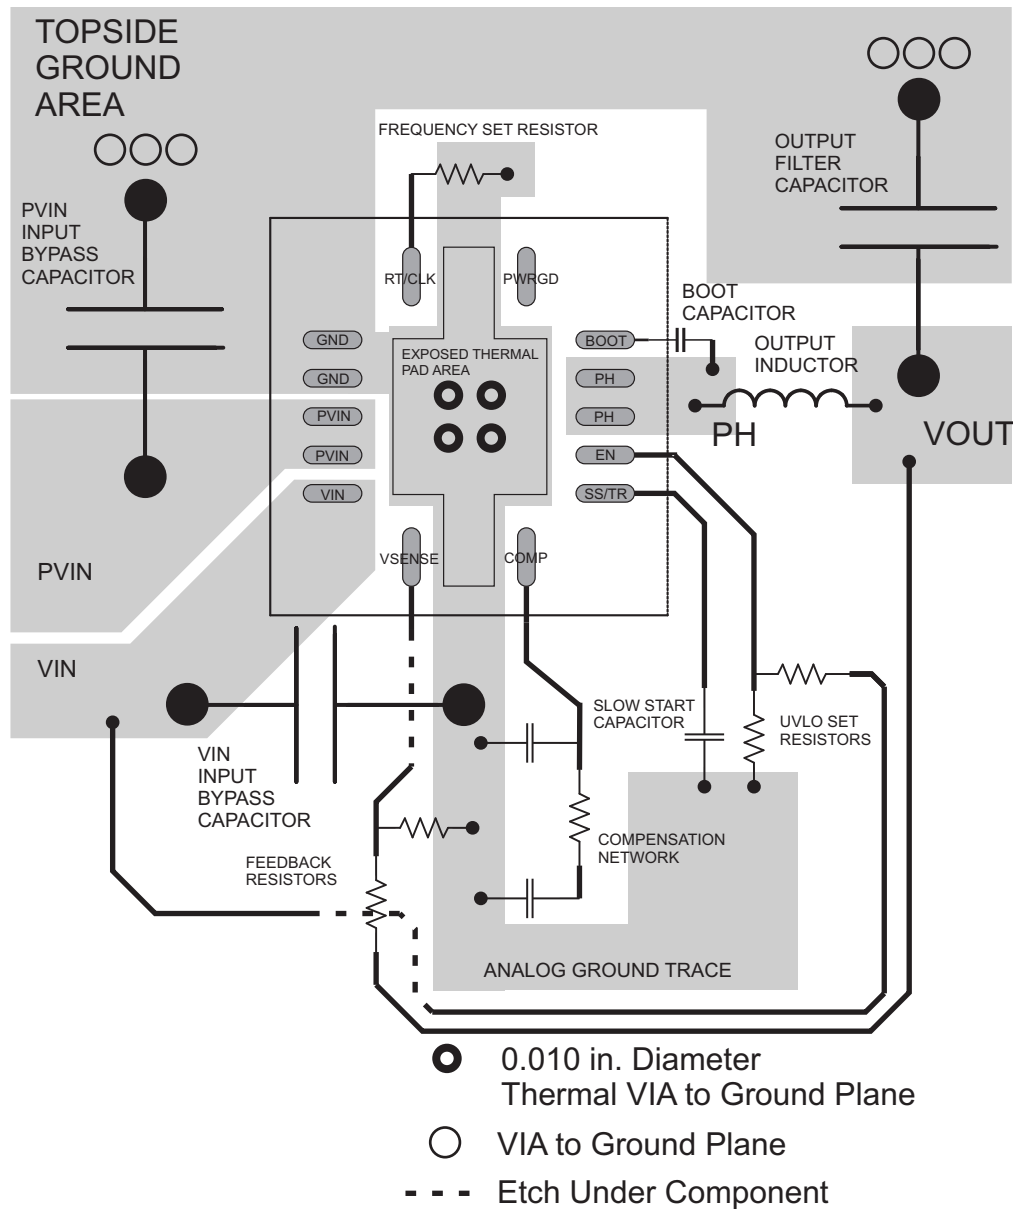 TOPSIDE
GROUND
AREA
FREQUENCY SET RESISTOR
OUTPUT
FILTER
CAPACITOR
PVIN
INPUT
BYPASS
CAPACITOR
RT/CLK
PWRGD
BOOT
CAPACITOR
GND
EXPOSED THERMAL
PAD AREA
BOOT
OUTPUT
INDUCTOR
GND
PH
PVIN
PH
PH
VOUT
PVIN
EN
VIN
SS/TR
VSENSE
COMP
PVIN
VIN
SLOW START
CAPACITOR
UVLO SET
RESISTORS
VIN
INPUT
BYPASS
CAPACITOR
COMPENSATION
NETWORK
FEEDBACK
RESISTORS
ANALOG GROUND TRACE
0.010 in. Diameter
Thermal VIA to Ground Plane
VIA to Ground Plane
Etch Under Component